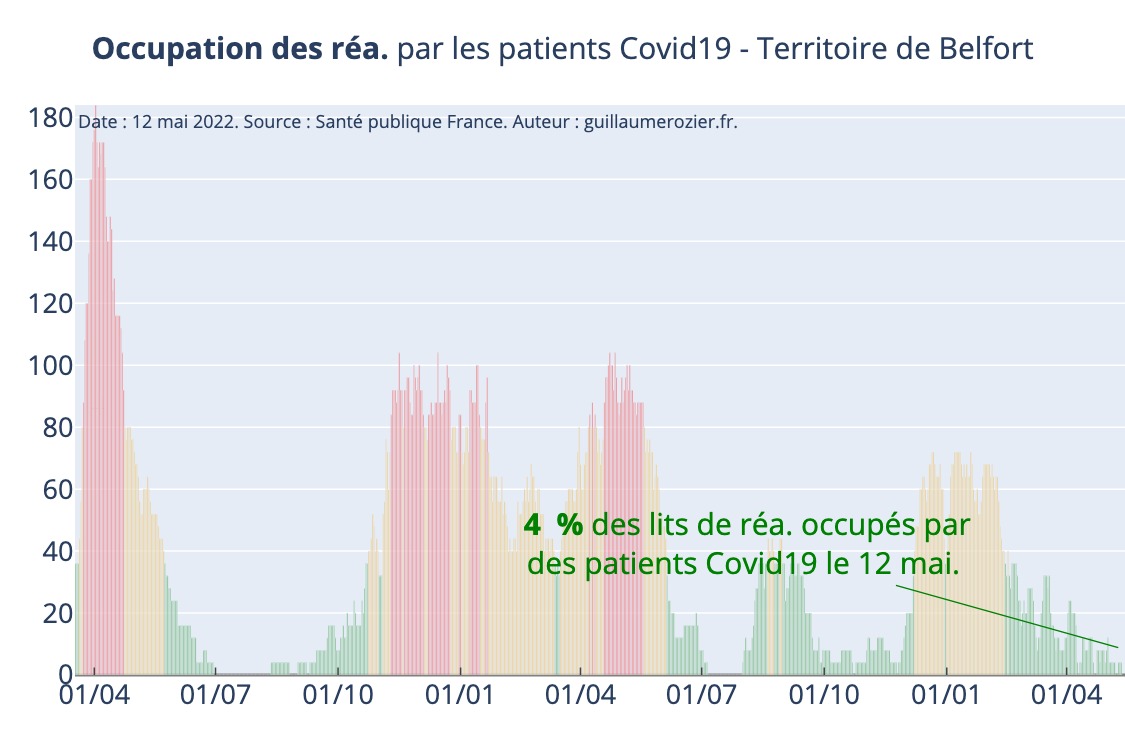 Occupation des réa. par les patients Covid19 - Territoire de Belfort
180
Date : 12 mai 2022. Source : Santé publique France. Auteur : guillaumerozier.fr.
160
140
120
100
80
60
40
20
0
4 % des lits de réa. occupés par
des patients Covid19 le 12 mai.
01/04 01/07 01/10 01/01 01/04 01/07 01/10 01/01 01/04